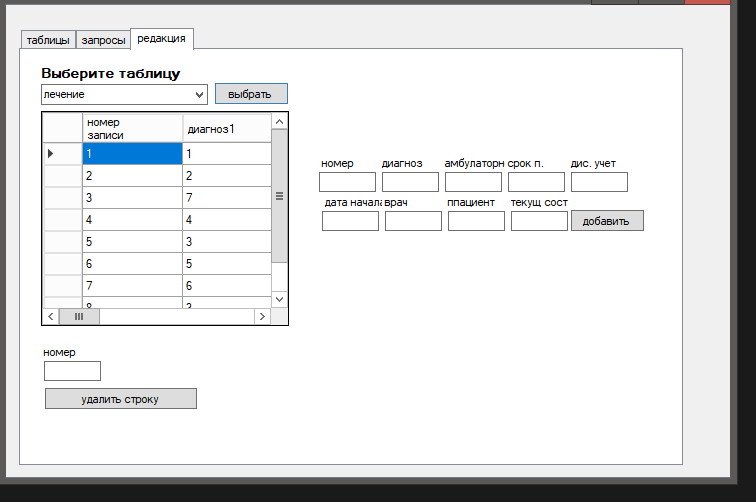 таблицы запросы редакция
Выберите таблицу
лечение выбрать
номер записи диагноз1
1 1
2 2
3 7
4 4
5 3
6 5
7 6
8 3
номер диагноз амбулаторн срок п. дис. учет
дата начала врач ппациент текущ сост
добавить
номер
удалить строку